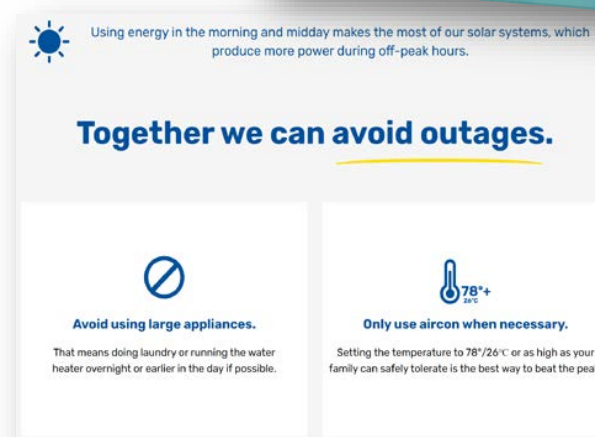 Using energy in the morning and midday makes the most of our solar systems, which
produce more power during off-peak hours.
Together we can avoid outages.
78°+
26°C
Avoid using large appliances.
Only use aircon when necessary.
That means doing laundry or running the water
heater overnight or earlier in the day if possible.
Setting the temperature to 78°/26°C or as high as your
family can safely tolerate is the best way to beat the